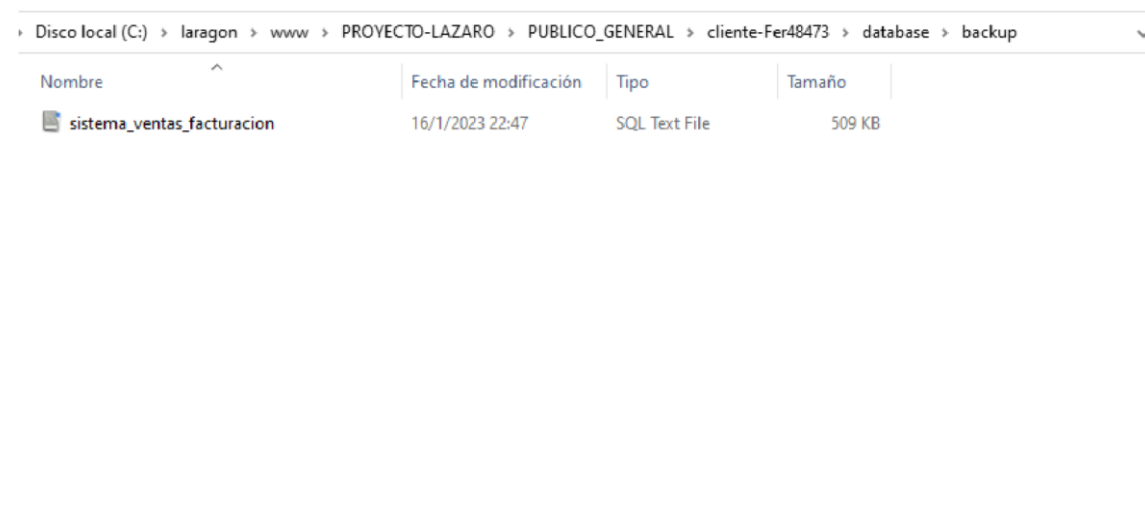 Disco local (C:) > laragon > www > PROYECTO-LAZARO > PUBLICO_GENERAL > cliente-Fer48473 > database > backup
Nombre Fecha de modificación Tipo Tamaño
sistema_ventas_facturacion 16/1/2023 22:47 SQL Text File 509 KB